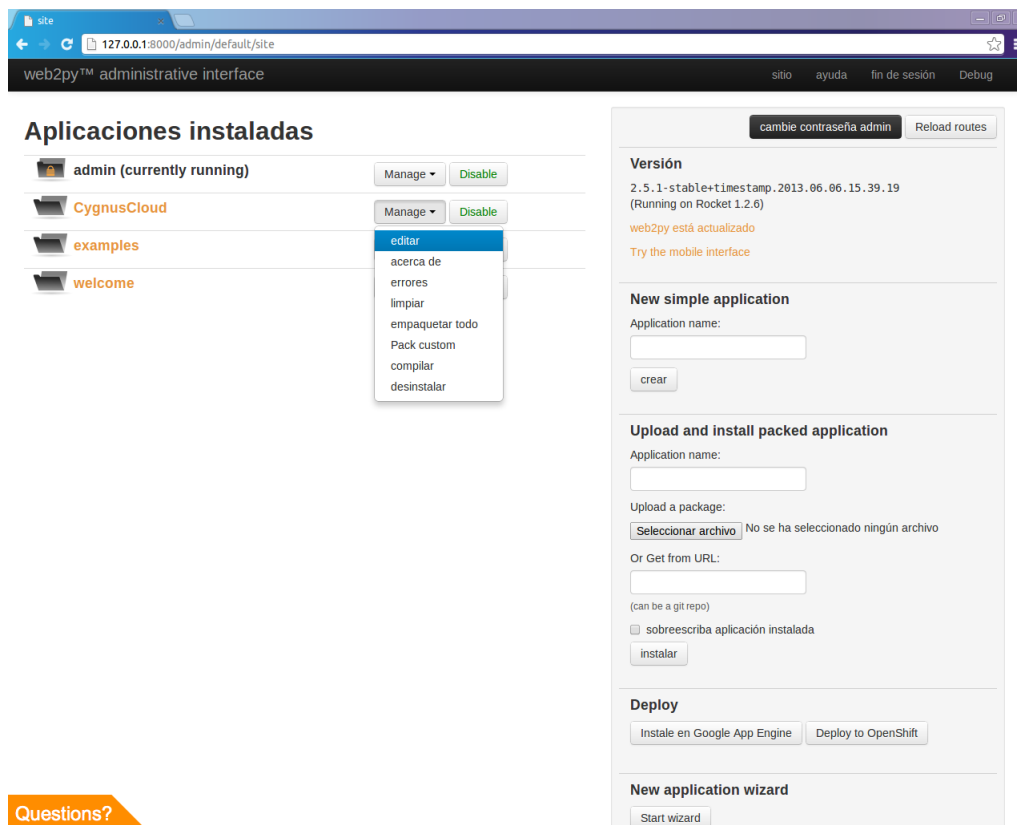 site
127.0.0.1:8000/admin/default/site
web2py™ administrative interface
sitio ayuda fin de sesión Debug
Aplicaciones instaladas
admin (currently running) Manage Disable
CygnusCloud Manage Disable
examples
welcome
editar
acerca de
errores
limpiar
empaquetar todo
Pack custom
compilar
desinstalar
cambie contraseña admin Reload routes
Versión
2.5.1-stable+timestamp.2013.06.06.15.39.19
(Running on Rocket 1.2.6)
web2py está actualizado
Try the mobile interface
New simple application
Application name:
crear
Upload and install packed application
Application name:
Upload a package:
Seleccionar archivo No se ha seleccionado ningún archivo
Or Get from URL:
(can be a git repo)
sobreescriba aplicación instalada
instalar
Deploy
Instale en Google App Engine Deploy to OpenShift
New application wizard
Start wizard
Questions?